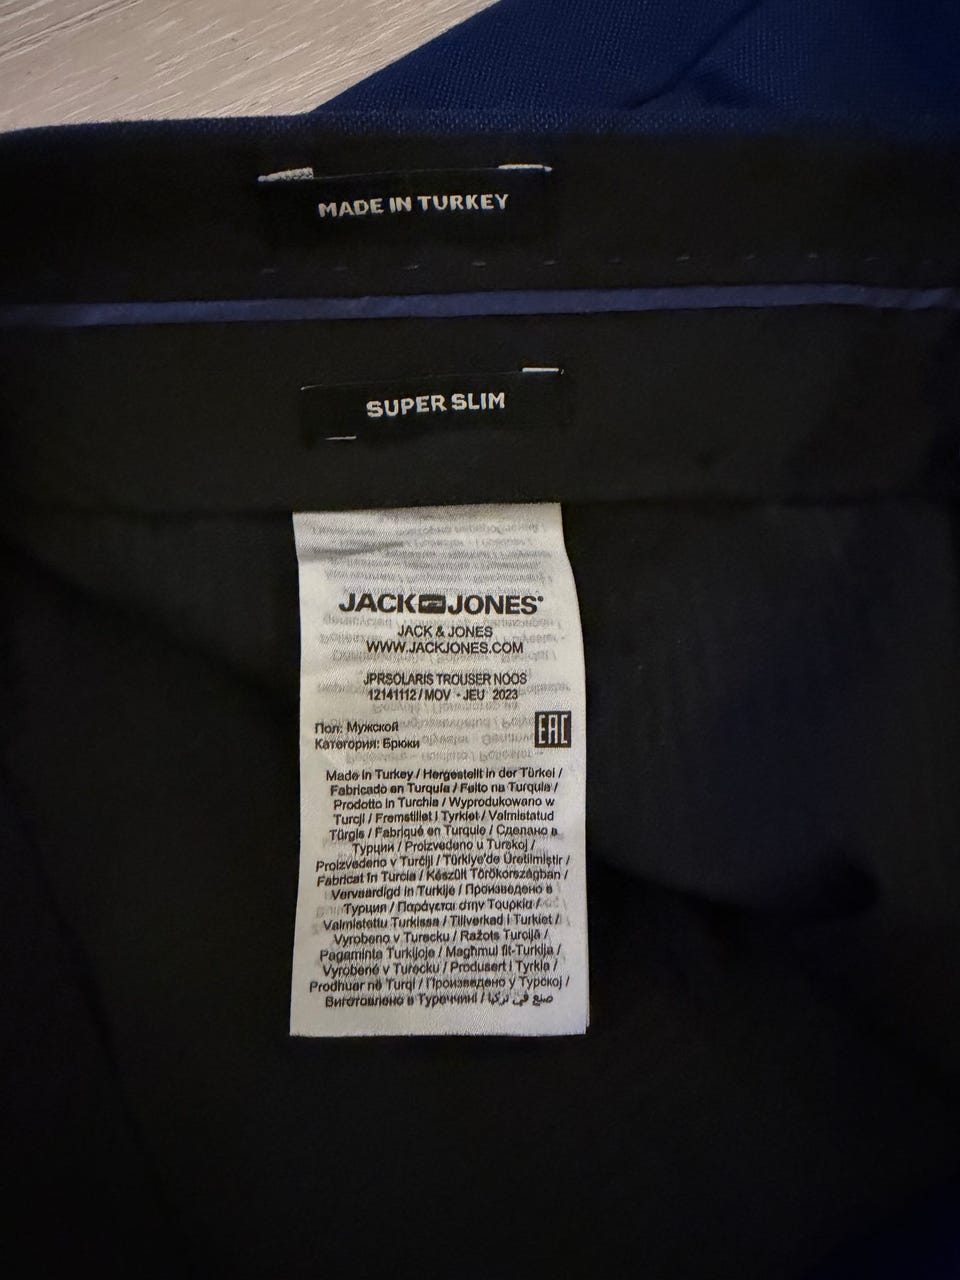 MADE IN TURKEY
SUPER SLIM
JACK JONES
JACK & JONES
WWW.JACKJONES.COM
JPRSOLARIS TROUSER NOOS
12141112 / MOV - JEU 2023
Пол: Мужской
Категория: Брюки
EAC
Made in Turkey / Hergestellt in der Türkei /
Fabricado en Turquía / Feito na Turquia /
Prodotto in Turchia / Wyprodukowano w
Turcji / Fremstillet i Tyrkiet / Valmistatud
Türgis / Fabriqué en Turquie / Сделано в
Турции / Proizvedeno u Turskoj /
Proizvedeno v Turčiji / Türkiye'de Üretilmiştir /
Fabricat în Turcia / Készült Törökországban /
Vervaardigd in Turkije / Произведено в
Турция / Παράγεται στην Τουρκία /
Valmistettu Turkissa / Tillverkad i Turkiet /
Vyrobeno v Turecku / Ražots Turcijā /
Pagaminta Turkijoje / Magħmul fit-Turkija /
Vyrobené v Turecku / Produsert i Tyrkia /
Prodhuar në Turqi / Произведено у Турској /
Виготовлено в Туреччині / صنع في تركيا